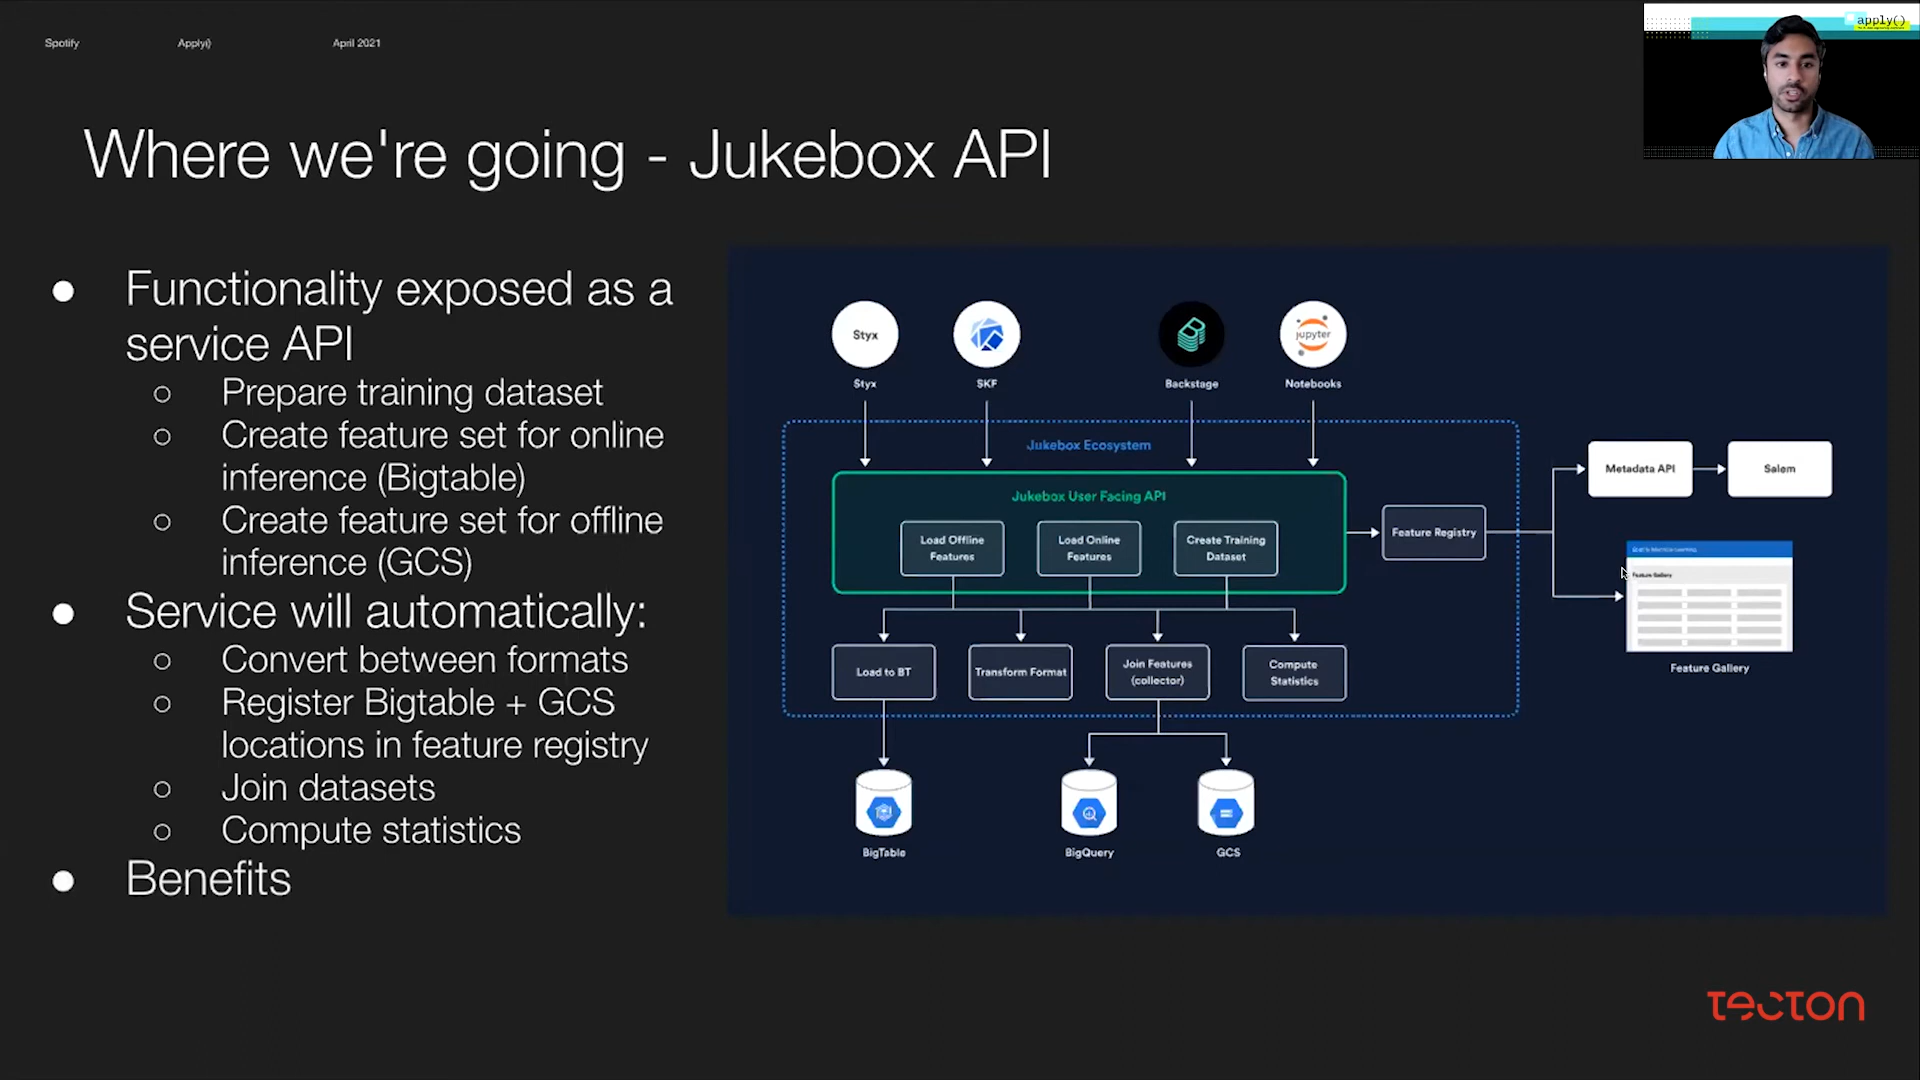 Spotify
Apply()
April 2021
apply()
Where we're going - Jukebox API
Functionality exposed as a
service API
Prepare training dataset
Create feature set for online
inference (Bigtable)
Create feature set for offline
inference (GCS)
Service will automatically:
Convert between formats
Register Bigtable + GCS
locations in feature registry
Join datasets
Compute statistics
Benefits
Styx
jupyter
Styx
SKF
Backstage
Notebooks
Jukebox Ecosystem
Jukebox User Facing API
Load Offline
Features
Load Online
Features
Create Training
Dataset
Feature Registry
Metadata API
Salem
Feature Gallery
Feature Gallery
Load to BT
Transform Format
Join Features
(collector)
Compute
Statistics
BigTable
BigQuery
GCS
tecton